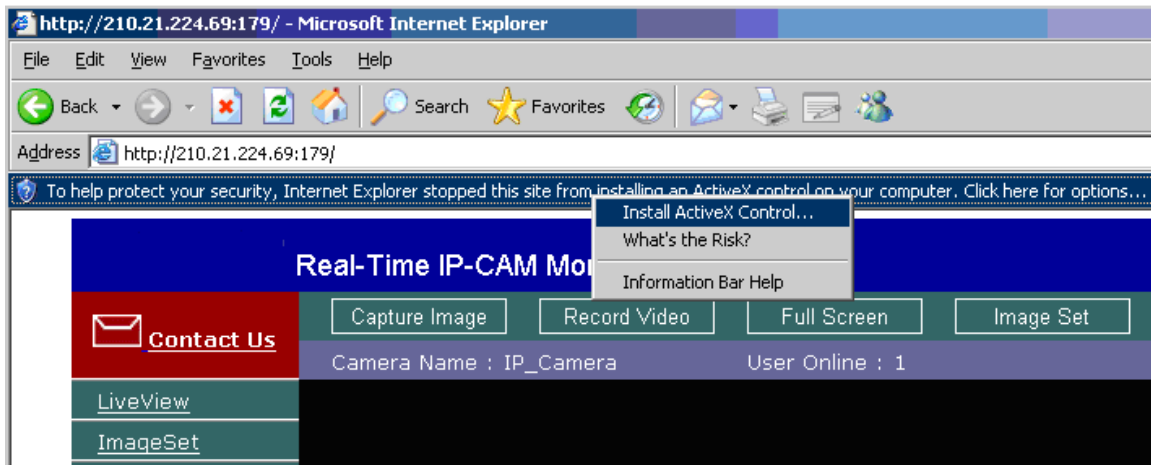 http://210.21.224.69:179/ - Microsoft Internet Explorer
File Edit View Favorites Tools Help
Back Search Favorites
Address http://210.21.224.69:179/
To help protect your security, Internet Explorer stopped this site from installing an ActiveX control on your computer. Click here for options...
Install ActiveX Control...
What's the Risk?
Information Bar Help
Real-Time IP-CAM
Contact Us
Capture Image Record Video Full Screen Image Set
Camera Name : IP_Camera User Online : 1
LiveView
ImageSet